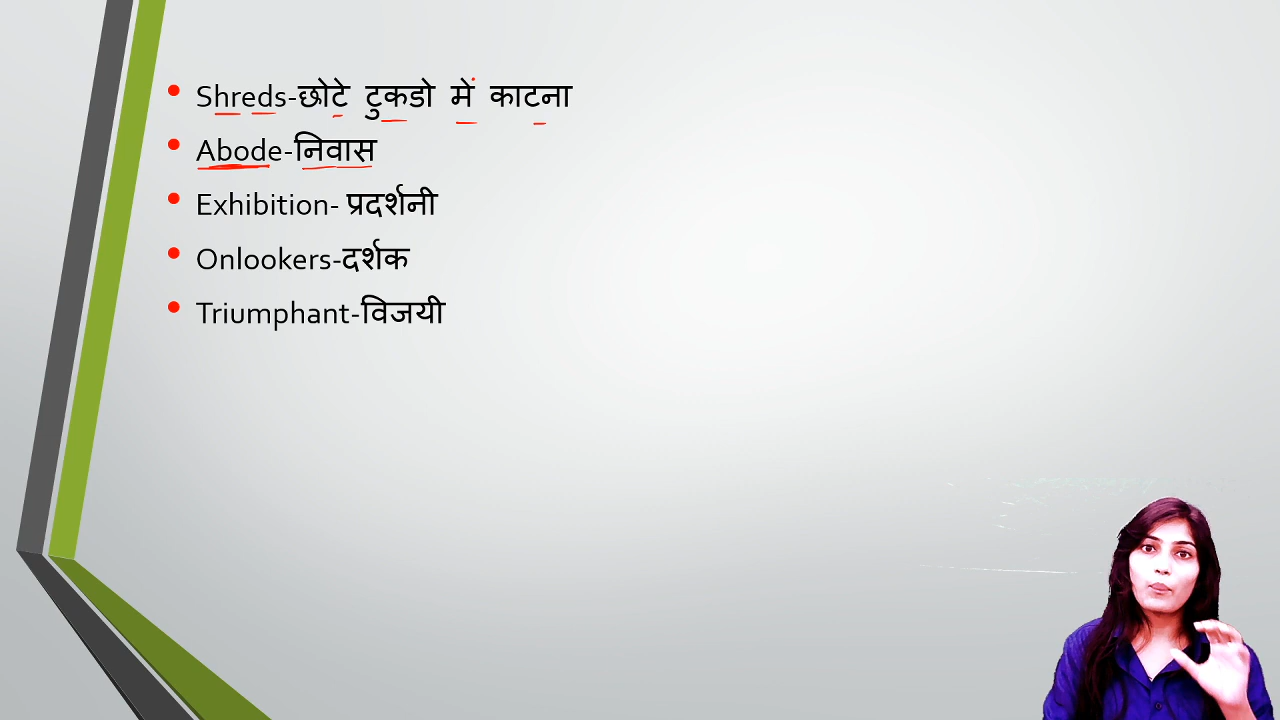 Shreds-छोटे टुकडो में काटना
Abode-निवास
Exhibition- प्रदर्शनी
Onlookers-दर्शक
Triumphant-विजयी